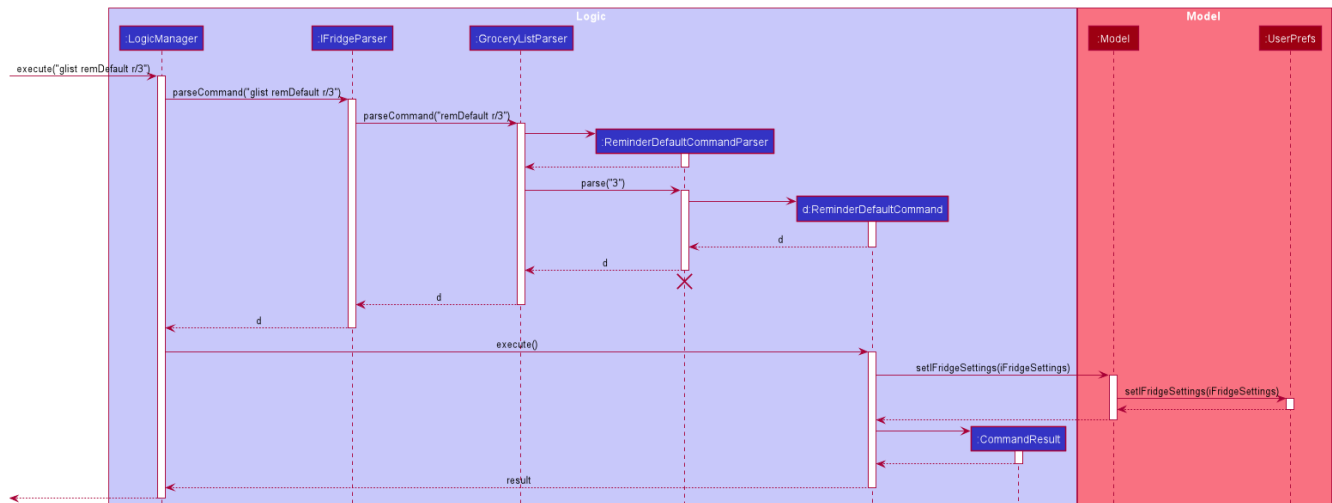 Logic
Model
:LogicManager
:IFridgeParser
:GroceryListParser
:Model
:UserPrefs
execute("glist remDefault r/3")
parseCommand("glist remDefault r/3")
parseCommand("remDefault r/3")
:ReminderDefaultCommandParser
parse("3")
d:ReminderDefaultCommand
d
d
d
d
execute()
setIFridgeSettings(iFridgeSettings)
setIFridgeSettings(iFridgeSettings)
:CommandResult
result